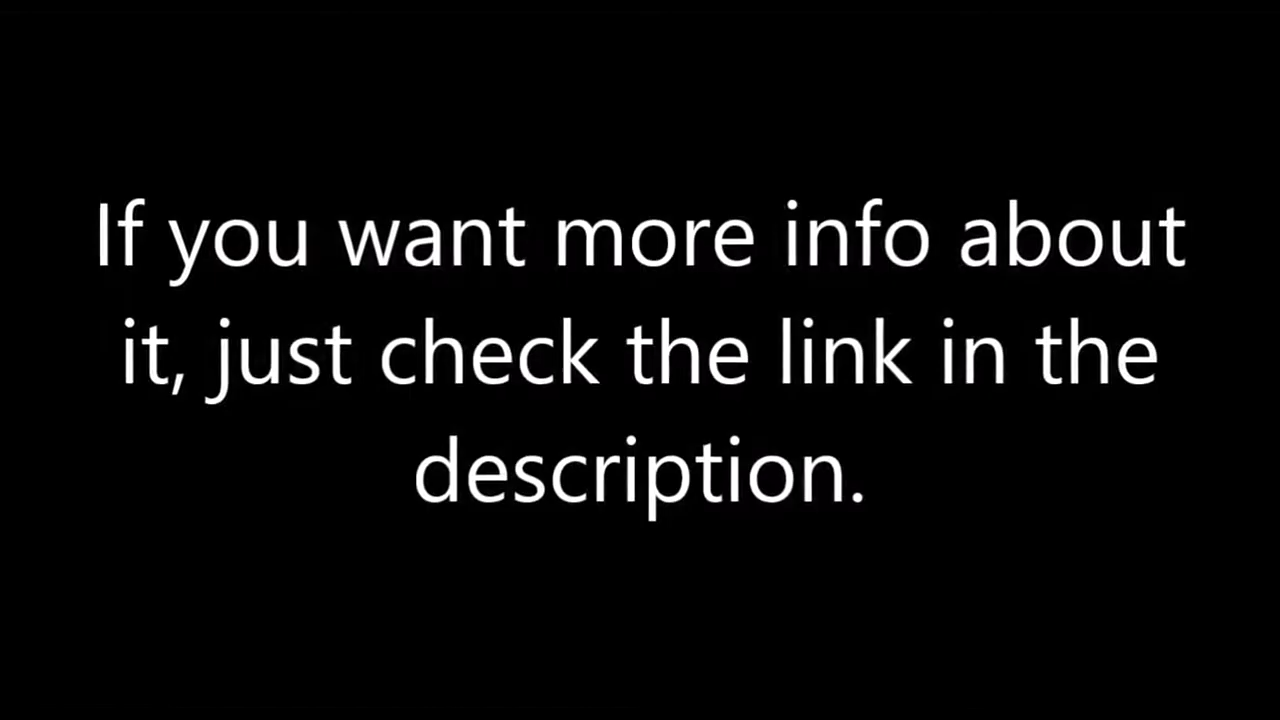 If you want more info about
it, just check the link in the
description.